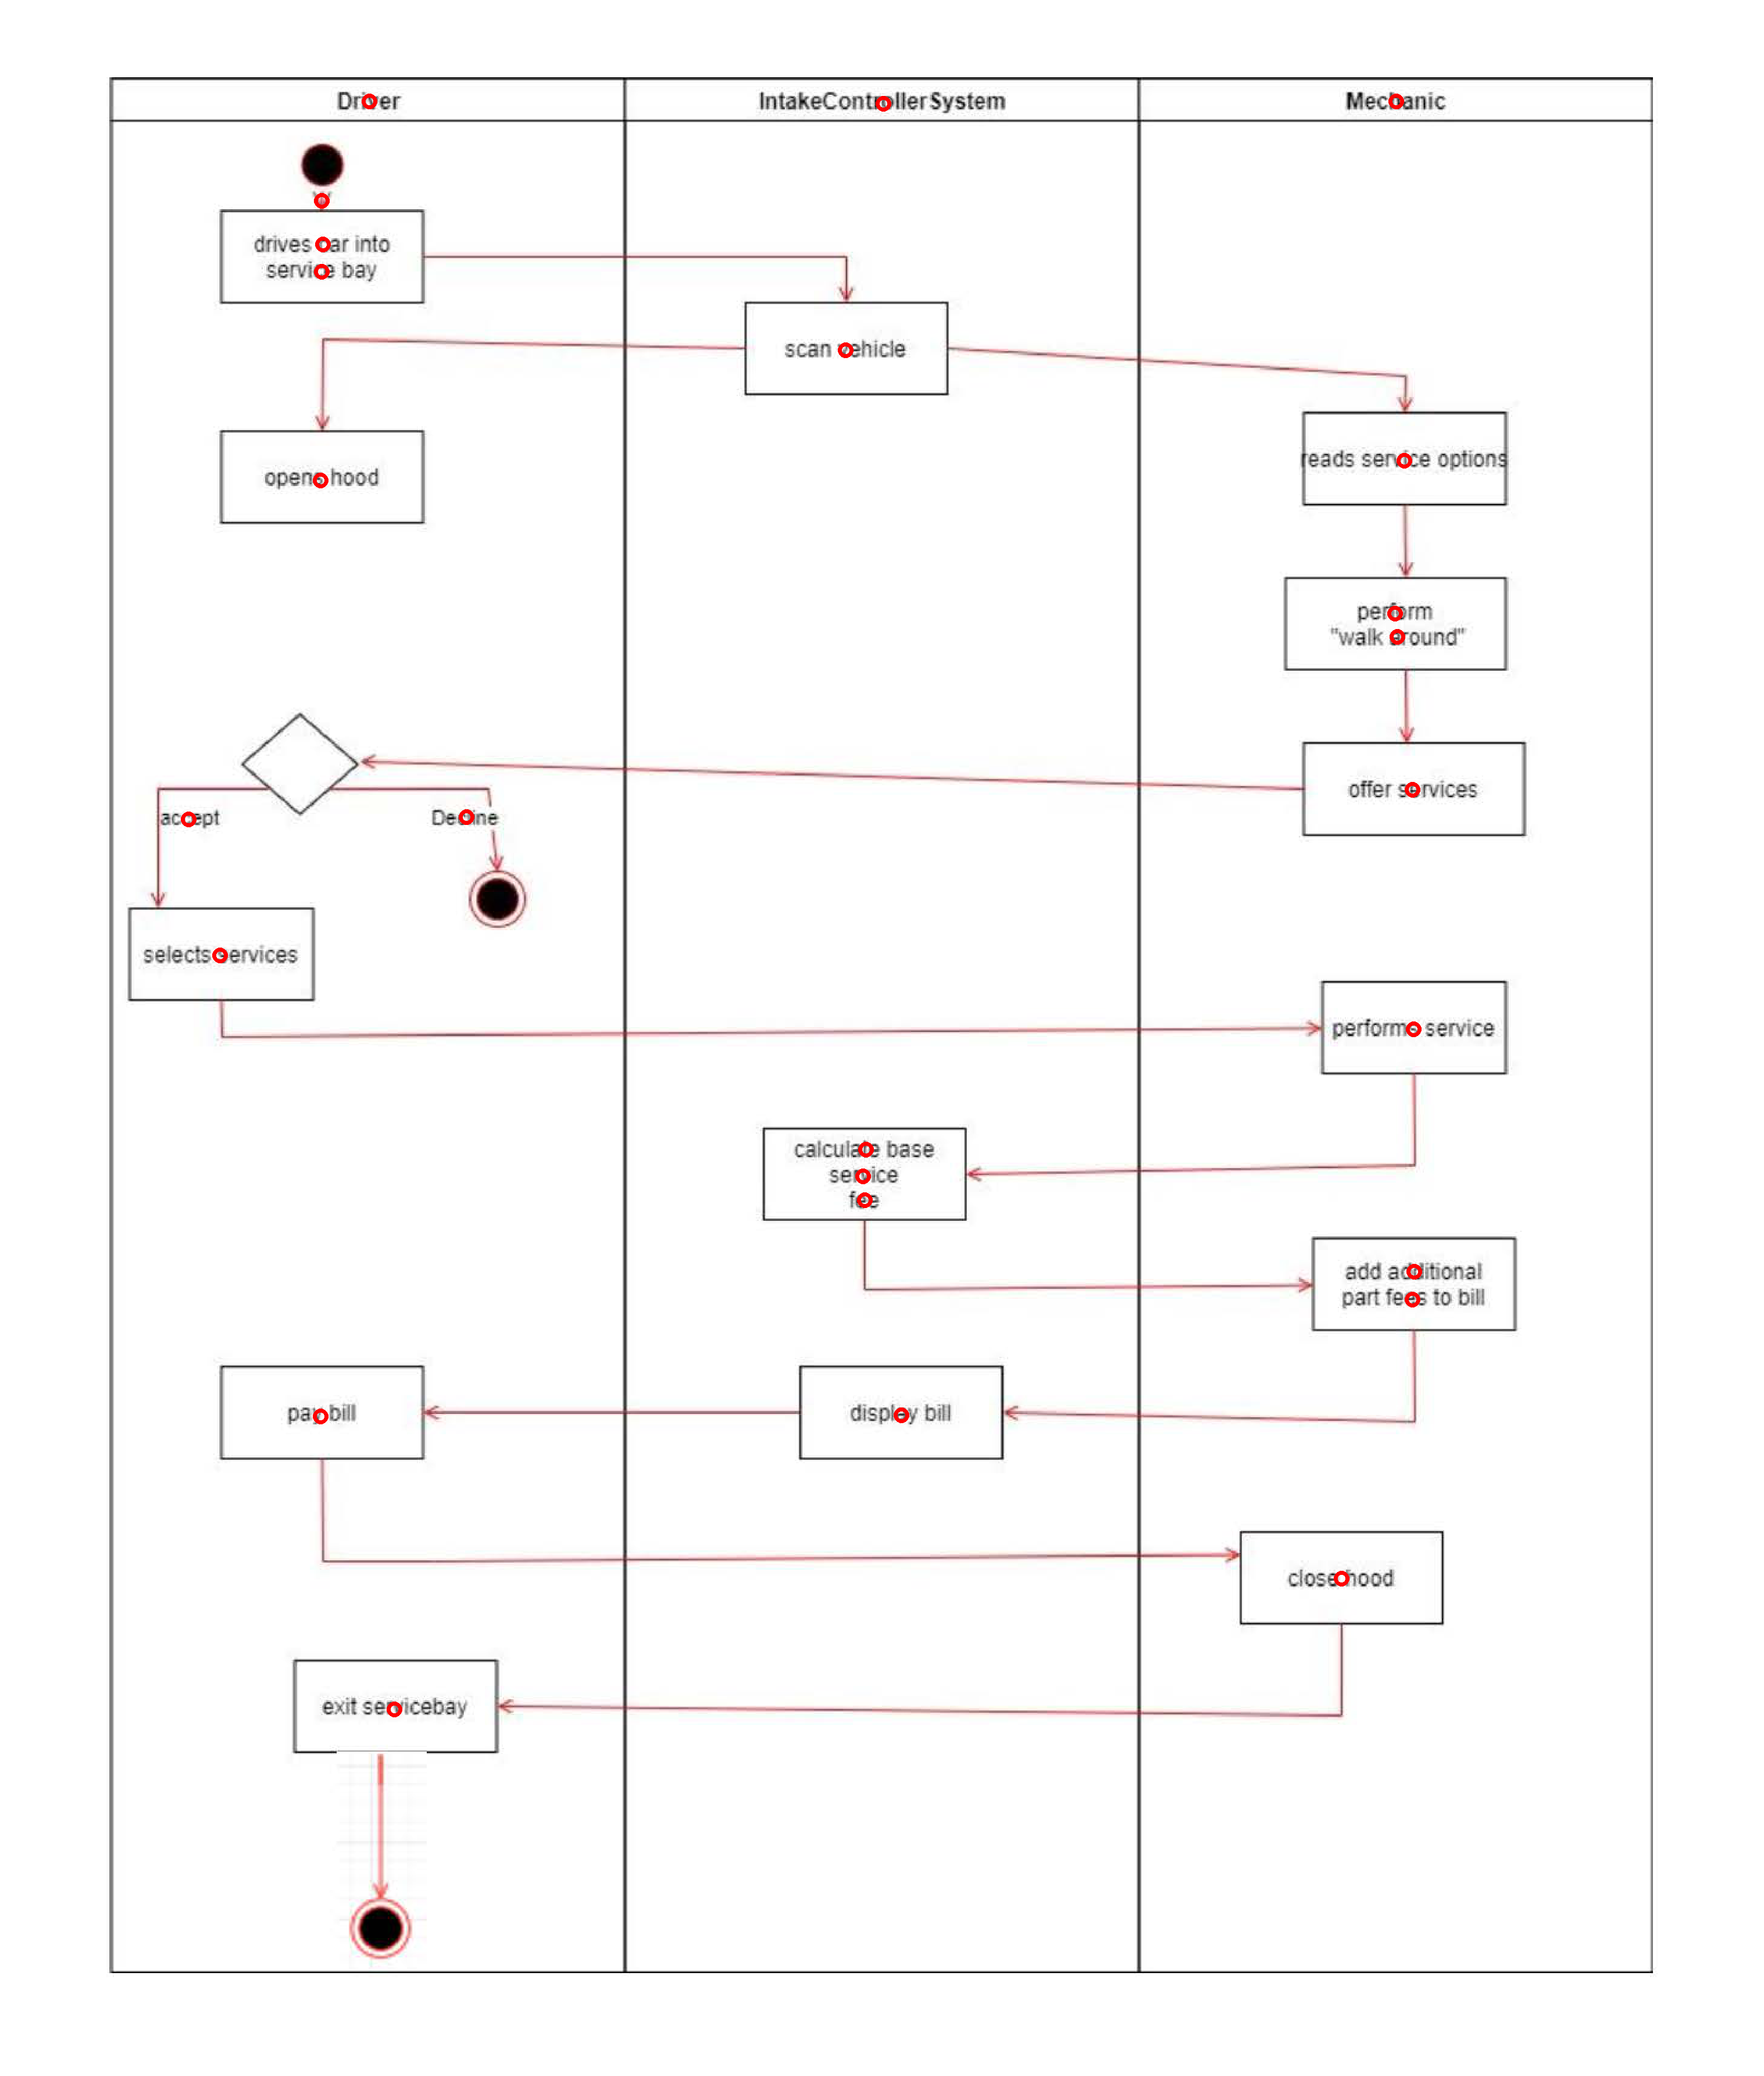 Driver
IntakeControllerSystem
Mechanic
drives car into
service bay
scan vehicle
opens hood
reads service options
perform
"walk around"
offer services
accept
Decline
selects services
performs service
calculate base
service
fee
add additional
part fees to bill
pay bill
display bill
close hood
exit servicebay